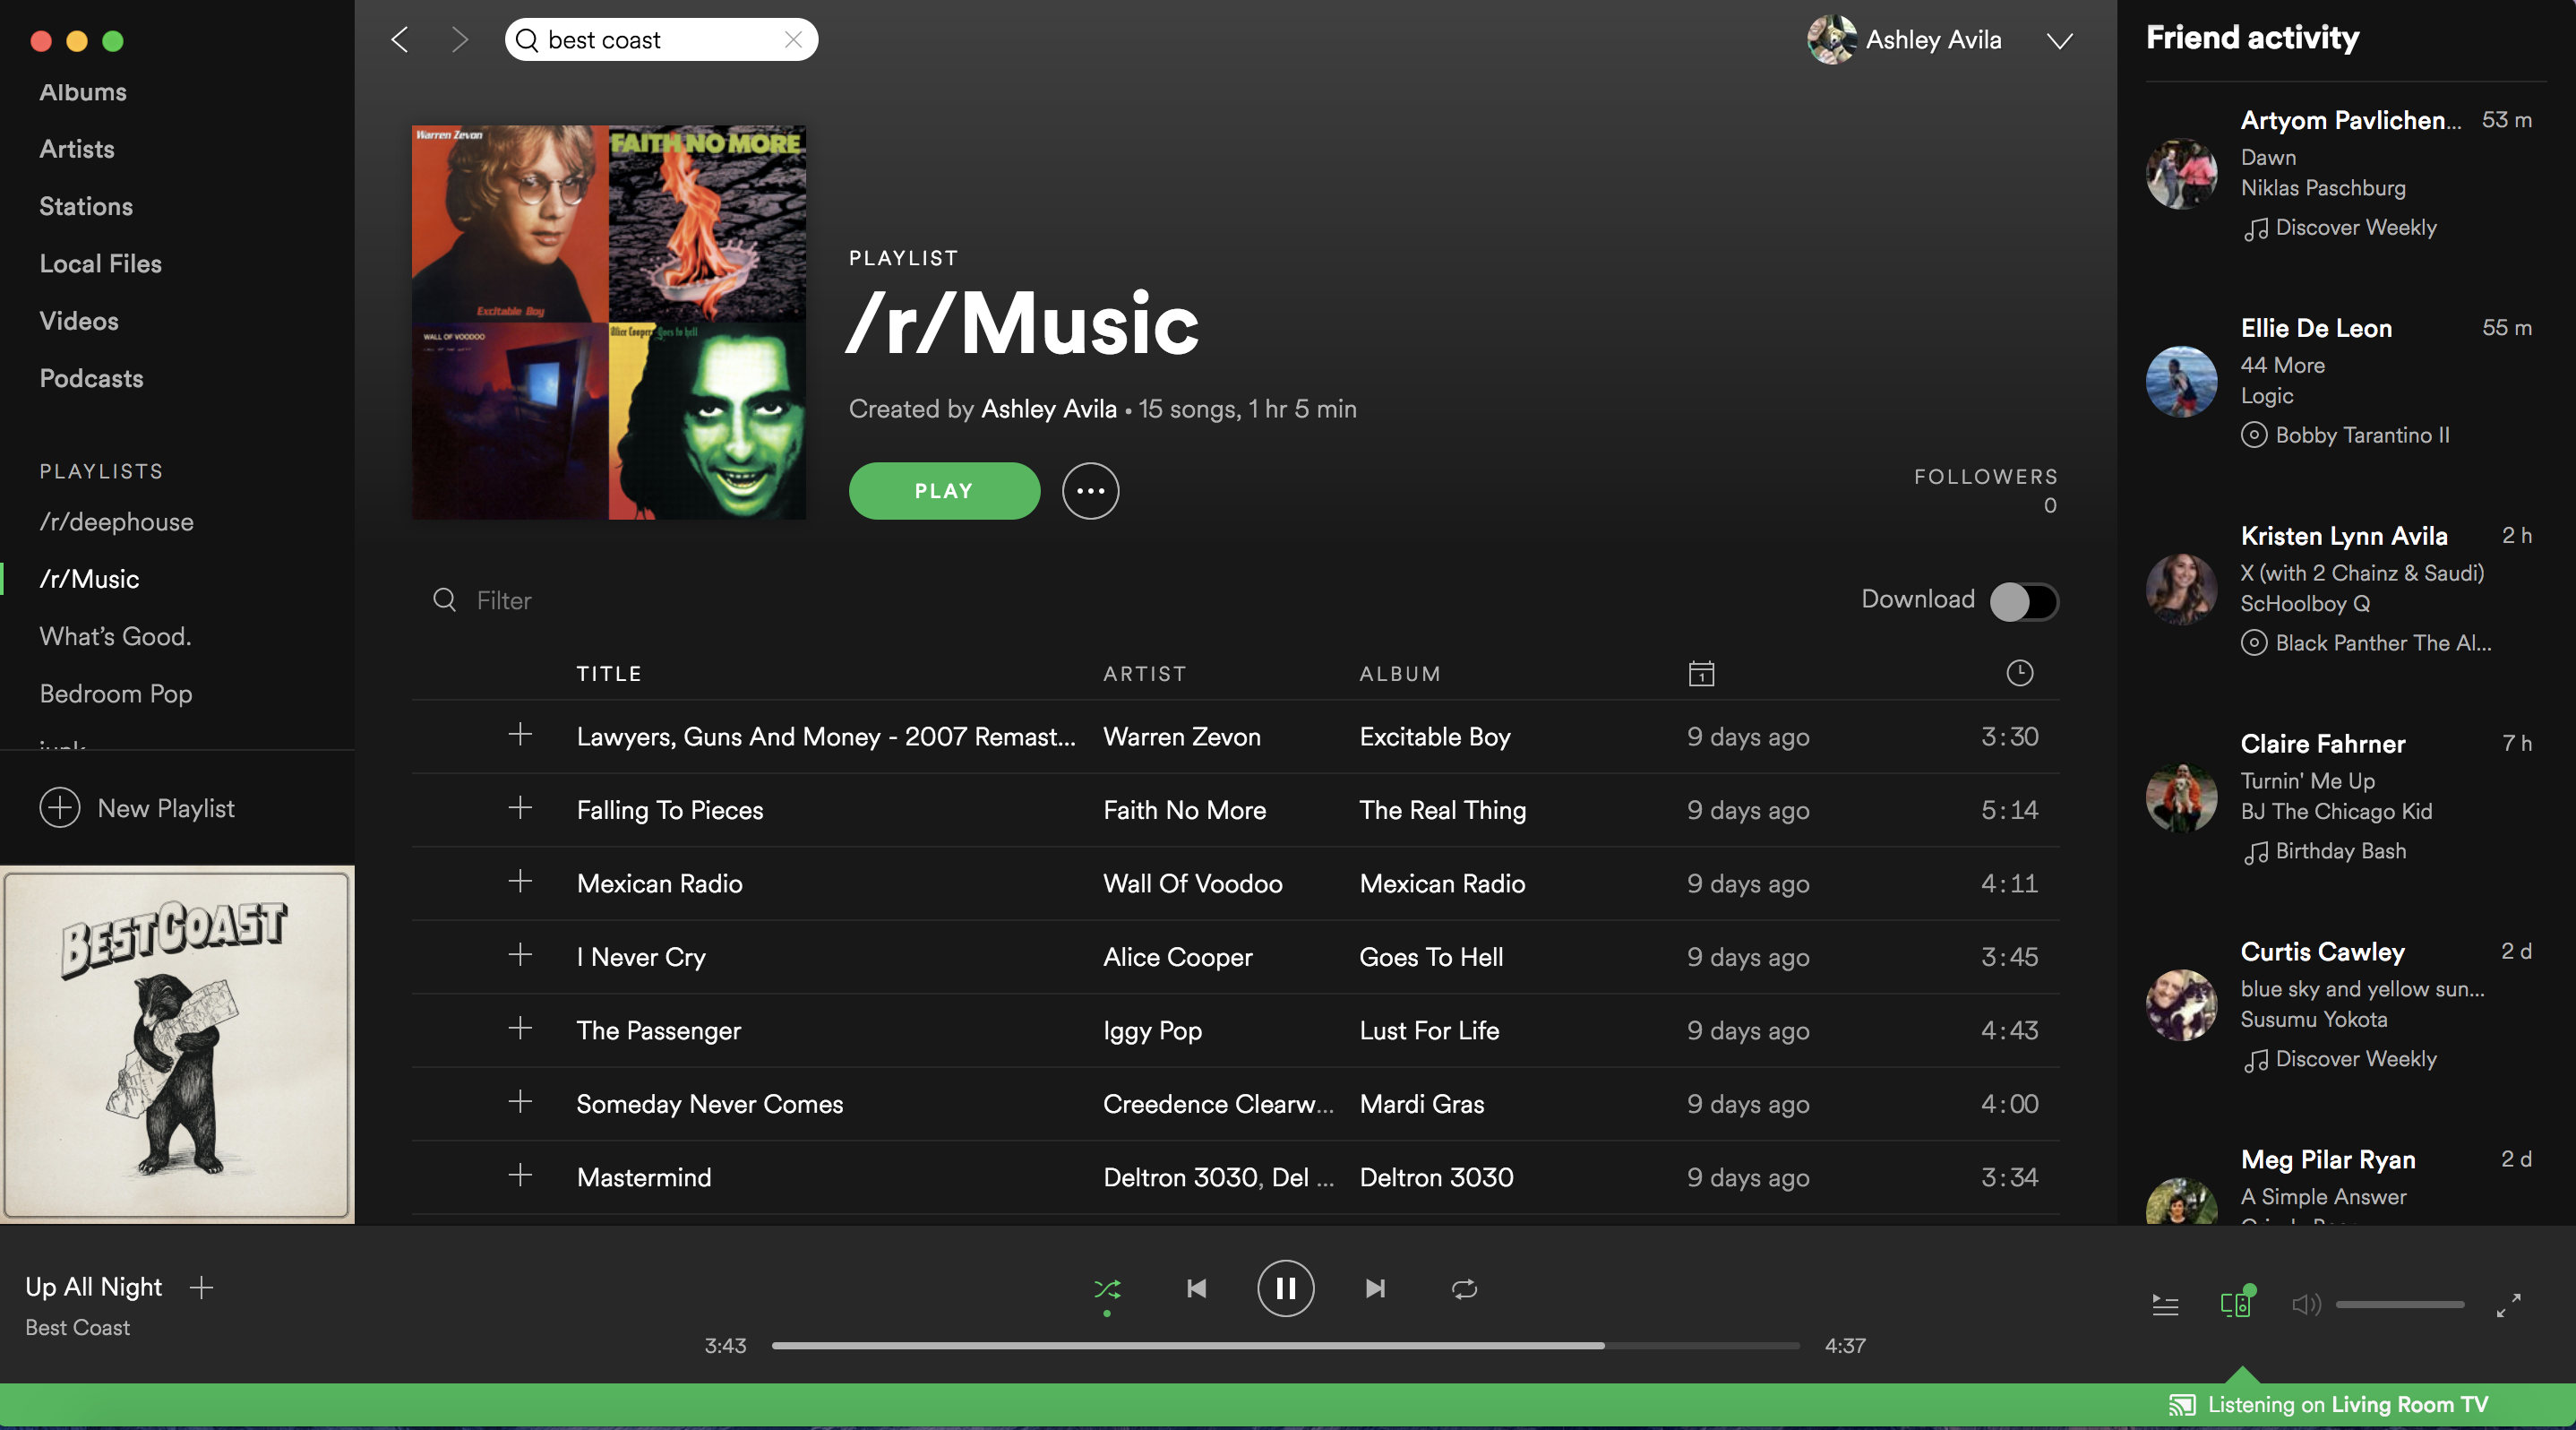 best coast
Ashley Avila
Friend activity
Albums
Artists
Stations
Local Files
Videos
Podcasts
PLAYLISTS
/r/deephouse
/r/Music
What's Good.
Bedroom Pop
junk
New Playlist
BEST COAST
Warren Zevon
Excitable Boy
FAITH NO MORE
WALL OF VOODOO
Alice Cooper Goes to hell
PLAYLIST
/r/Music
Created by Ashley Avila • 15 songs, 1 hr 5 min
PLAY
FOLLOWERS
0
Filter
Download
TITLE ARTIST ALBUM 1
Lawyers, Guns And Money - 2007 Remast... Warren Zevon Excitable Boy 9 days ago 3:30
Falling To Pieces Faith No More The Real Thing 9 days ago 5:14
Mexican Radio Wall Of Voodoo Mexican Radio 9 days ago 4:11
I Never Cry Alice Cooper Goes To Hell 9 days ago 3:45
The Passenger Iggy Pop Lust For Life 9 days ago 4:43
Someday Never Comes Creedence Clearw... Mardi Gras 9 days ago 4:00
Mastermind Deltron 3030, Del ... Deltron 3030 9 days ago 3:34
Artyom Pavlichen... 53 m
Dawn
Niklas Paschburg
Discover Weekly
Ellie De Leon 55 m
44 More
Logic
Bobby Tarantino II
Kristen Lynn Avila 2 h
X (with 2 Chainz & Saudi)
ScHoolboy Q
Black Panther The Al...
Claire Fahrner 7 h
Turnin' Me Up
BJ The Chicago Kid
Birthday Bash
Curtis Cawley 2 d
blue sky and yellow sun...
Susumu Yokota
Discover Weekly
Meg Pilar Ryan 2 d
A Simple Answer
Up All Night
Best Coast
3:43
4:37
Listening on Living Room TV